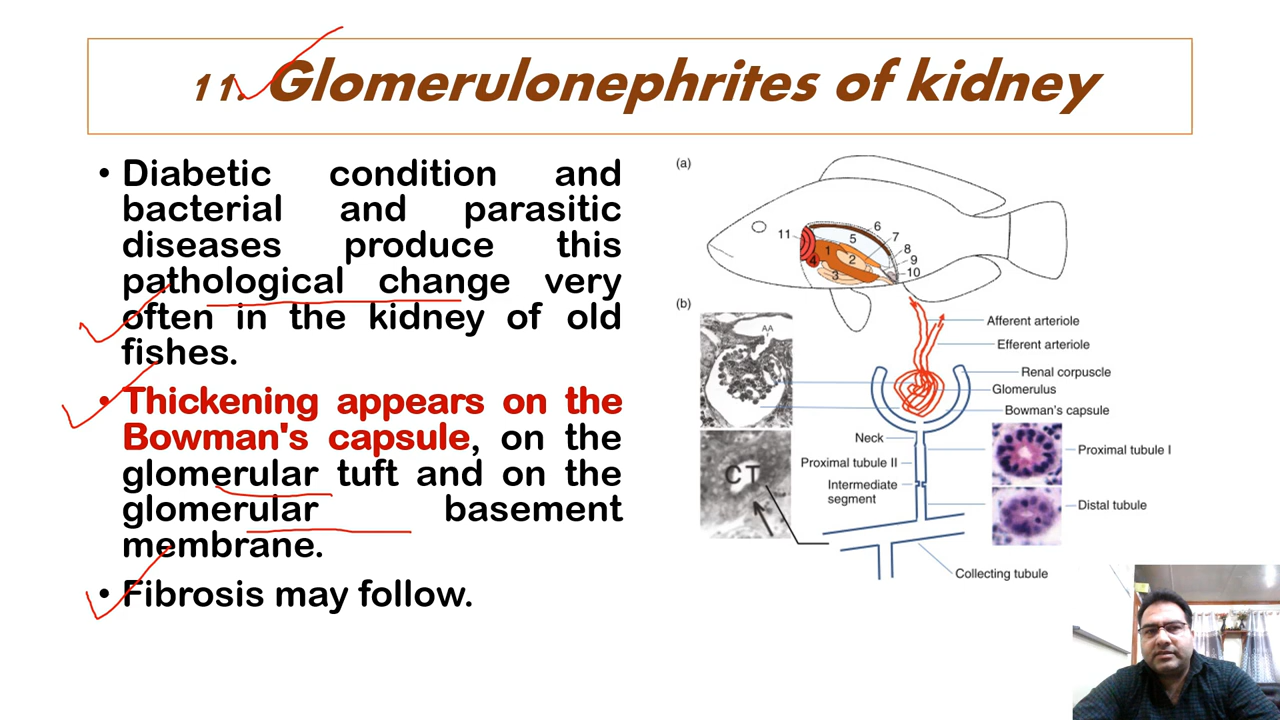 11. Glomerulonephrites of kidney
• Diabetic condition and
bacterial and parasitic
diseases produce this
pathological change very
often in the kidney of old
fishes.
• Thickening appears on the
Bowman's capsule, on the
glomerular tuft and on the
glomerular basement
membrane.
• Fibrosis may follow.
(a)
11
1
2
3
4
5
6
7
8
9
10
(b)
AA
CT
Afferent arteriole
Efferent arteriole
Renal corpuscle
Glomerulus
Bowman's capsule
Neck
Proximal tubule I
Proximal tubule II
Intermediate
segment
Distal tubule
Collecting tubule